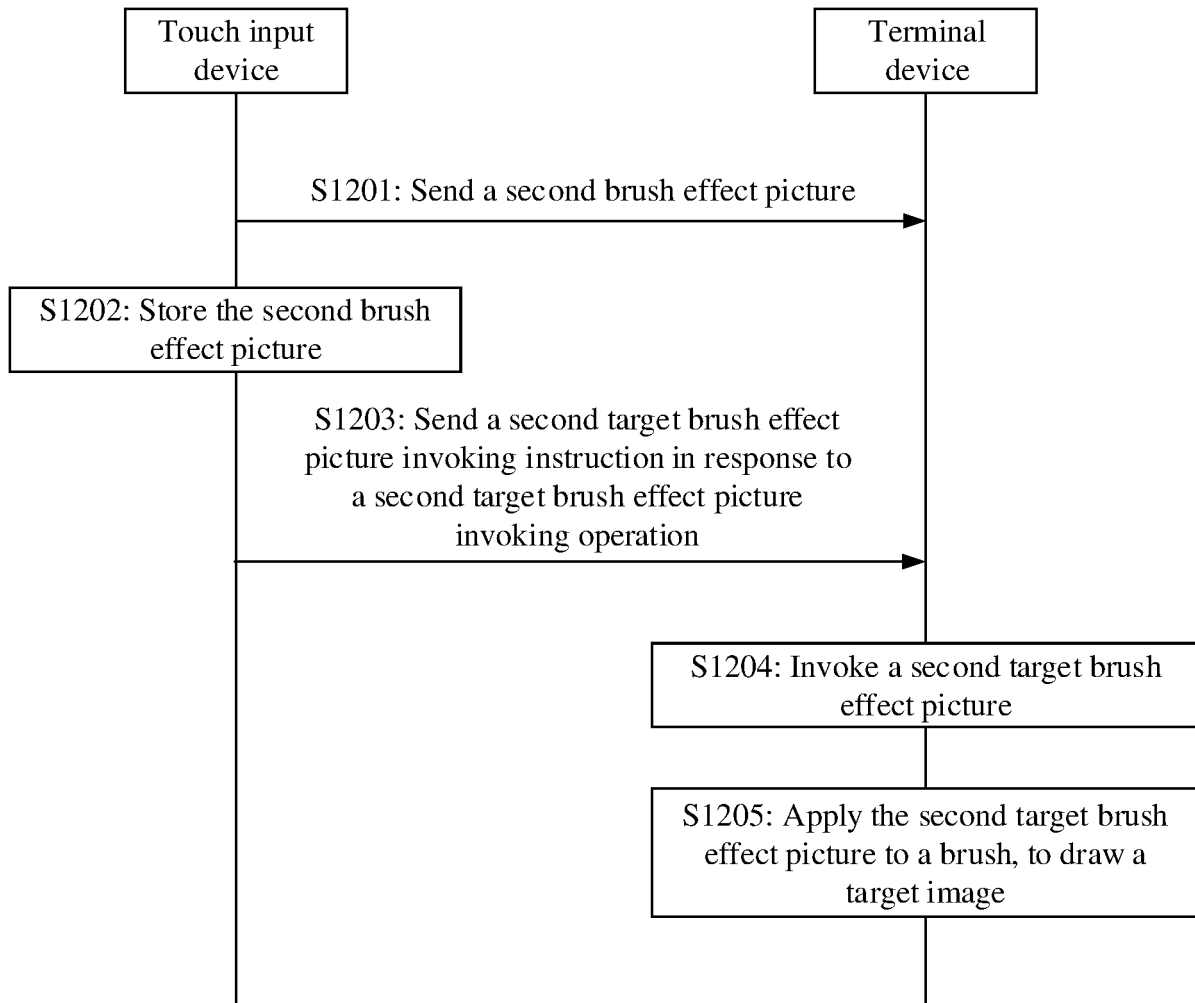 Touch input
device
Terminal
device
S1201: Send a second brush effect picture
S1202: Store the second brush
effect picture
S1203: Send a second target brush effect
picture invoking instruction in response to
a second target brush effect picture
invoking operation
S1204: Invoke a second target brush
effect picture
S1205: Apply the second target brush
effect picture to a brush, to draw a
target image